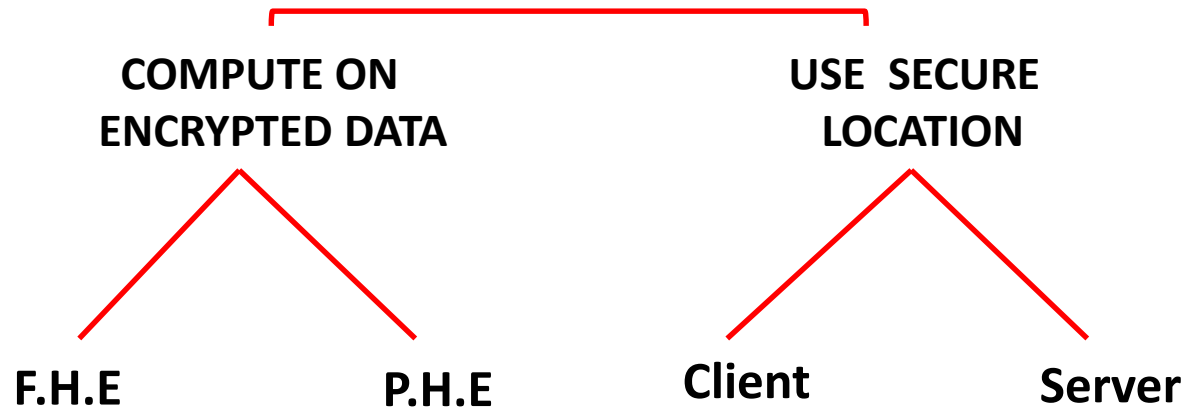 COMPUTE ON
ENCRYPTED DATA
USE SECURE
LOCATION
F.H.E
P.H.E
Client
Server